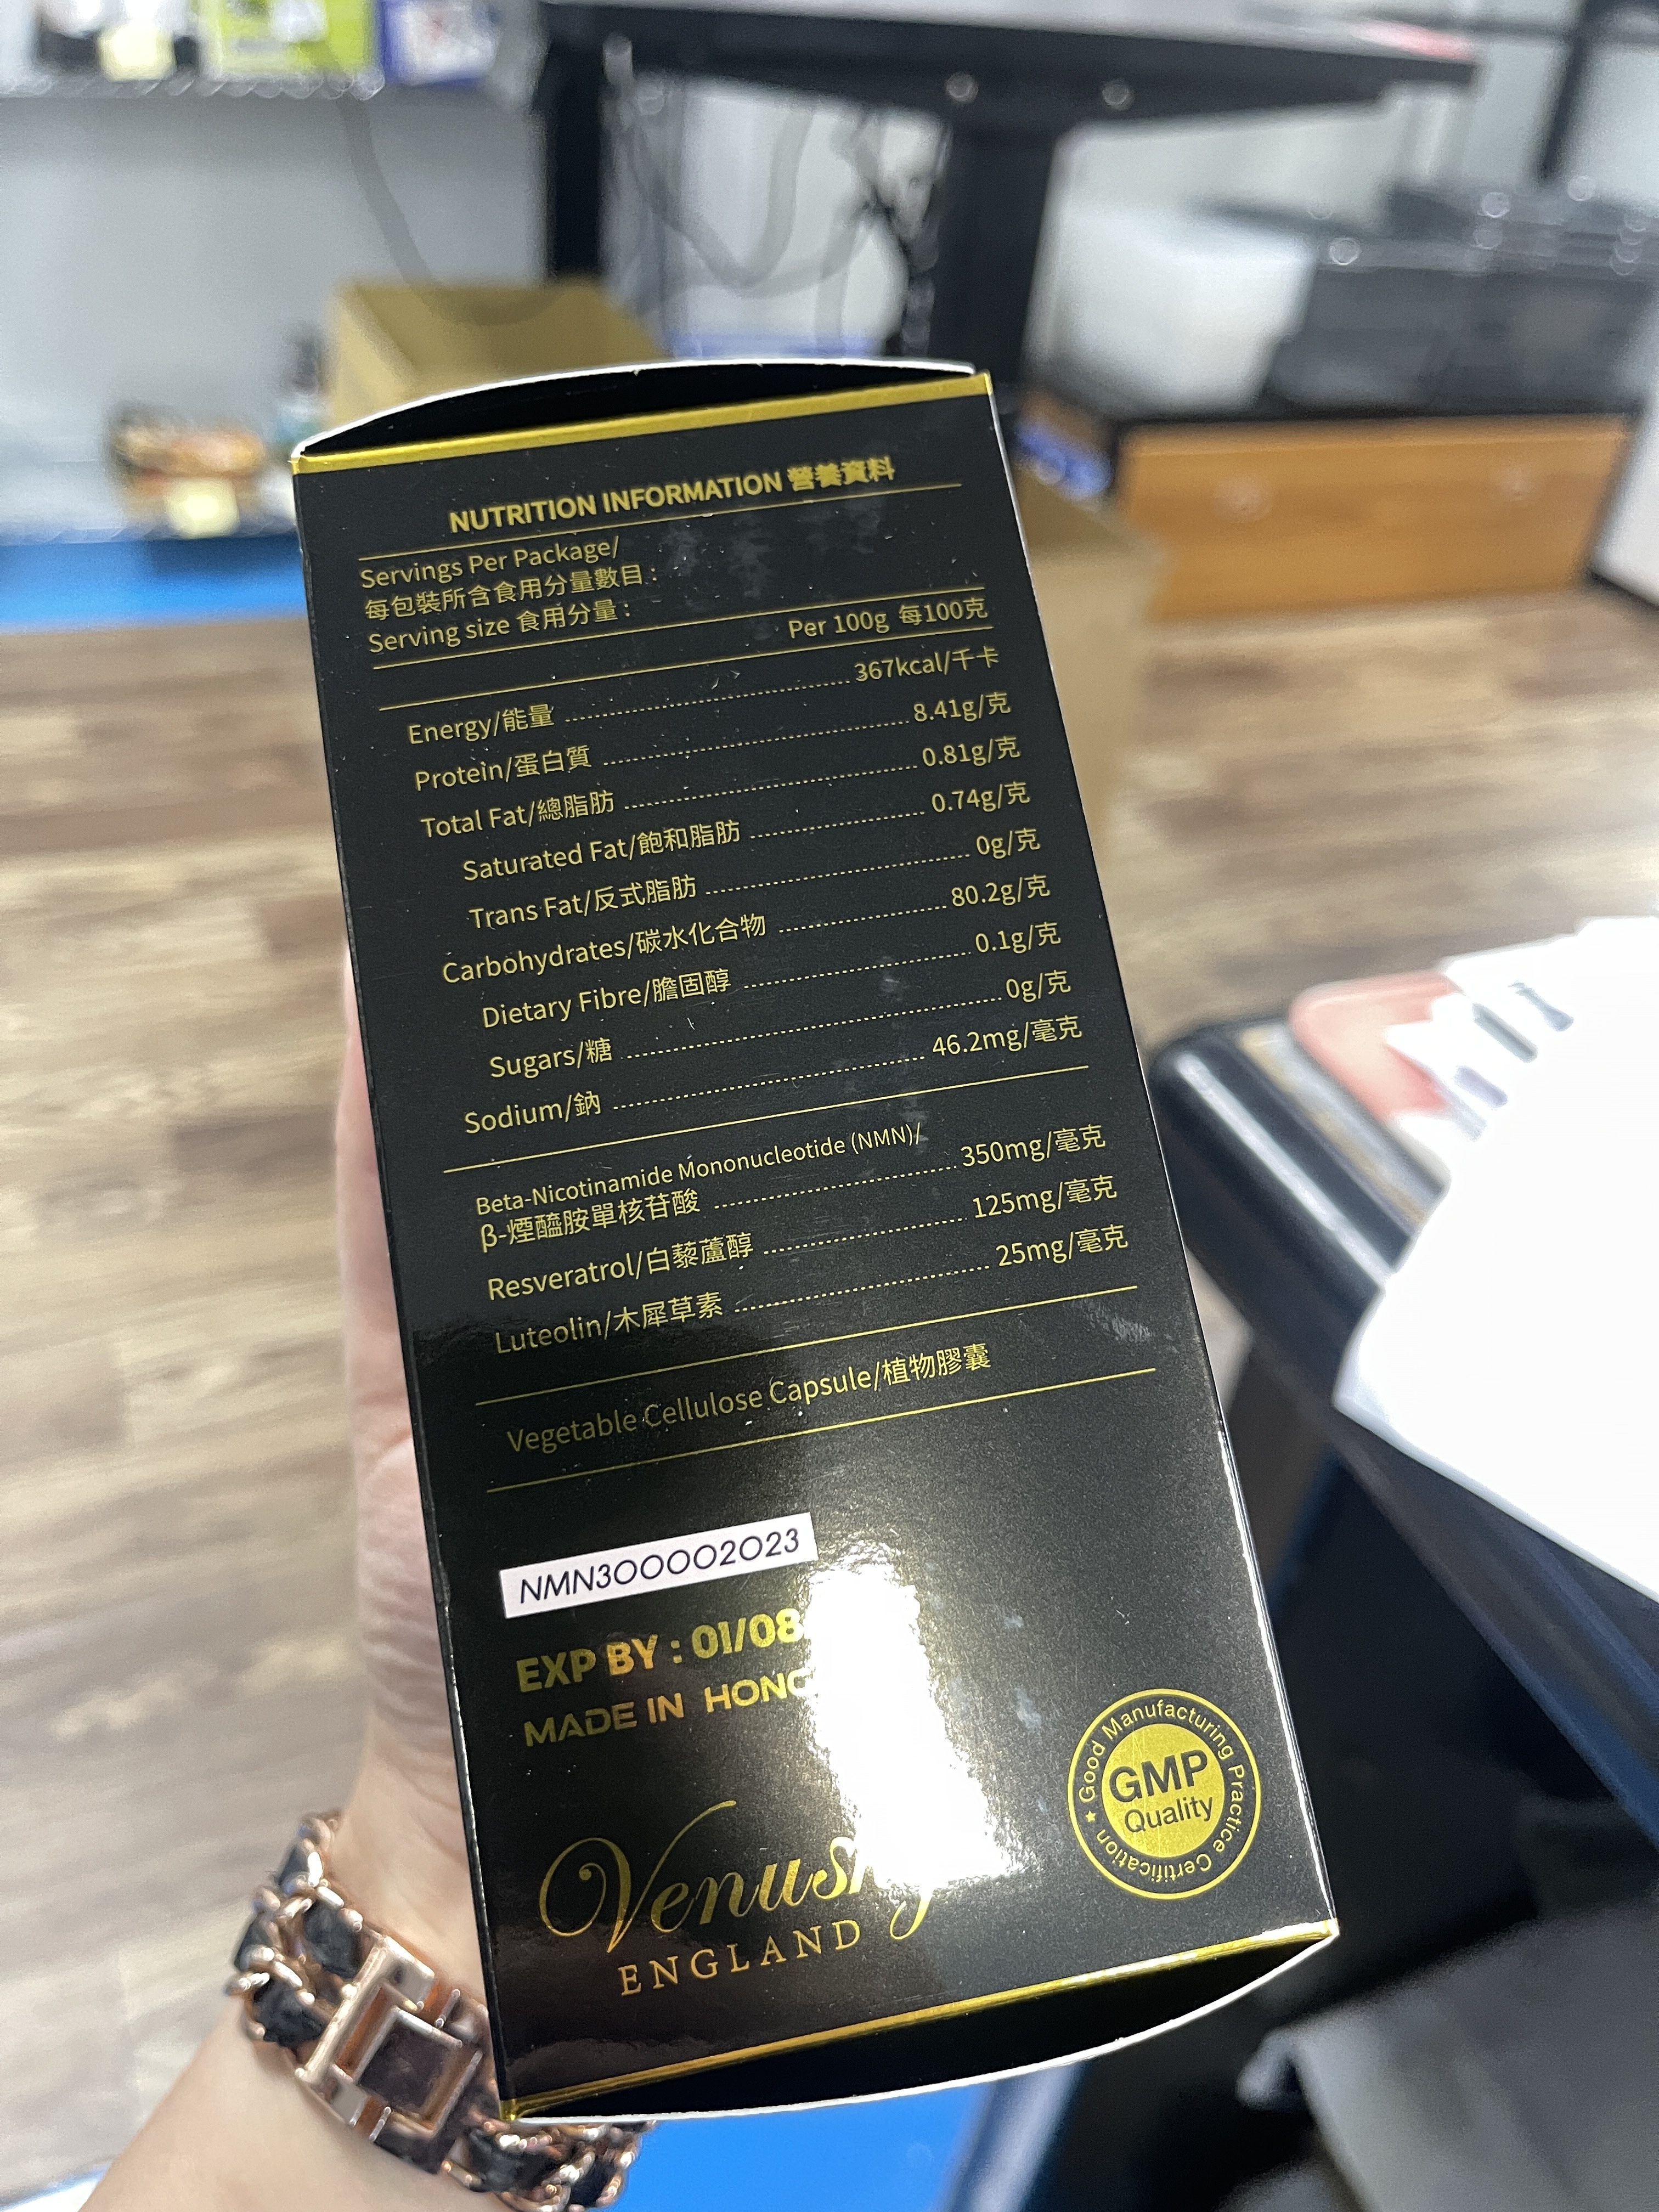 NUTRITION INFORMATION 營養資料
Servings Per Package/
每包裝所含食用分量數目 :
Serving size 食用分量 :
Per 100g 每100克
Energy/能量 367kcal/千卡
Protein/蛋白質 8.41g/克
Total Fat/總脂肪 0.81g/克
Saturated Fat/飽和脂肪 0.74g/克
Trans Fat/反式脂肪 0g/克
Carbohydrates/碳水化合物 80.2g/克
Dietary Fibre/膽固醇 0.1g/克
Sugars/糖 0g/克
Sodium/鈉 46.2mg/毫克
Beta-Nicotinamide Mononucleotide (NMN)/
β-煙醯胺單核苷酸 350mg/毫克
Resveratrol/白藜蘆醇 125mg/毫克
Luteolin/木犀草素 25mg/毫克
Vegetable Cellulose Capsule/植物膠囊
NMN300002023
EXP BY : 01/08
MADE IN HONG
ENGLAND
Good Manufacturing Practice Certification
GMP
Quality